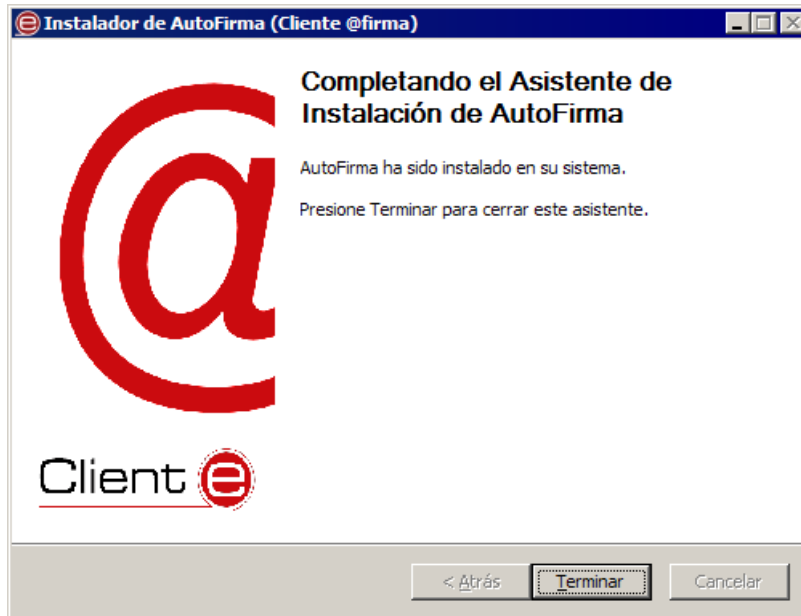 Instalador de AutoFirma (Cliente @firma)
Completando el Asistente de
Instalación de AutoFirma
AutoFirma ha sido instalado en su sistema.
Presione Terminar para cerrar este asistente.
@
Client e
< Atrás
Terminar
Cancelar